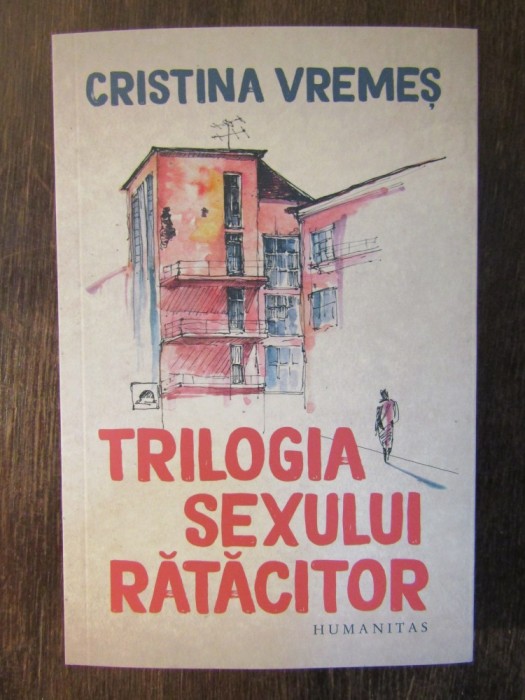 CRISTINA VREMEȘ
TRILOGIA
SEXULUI
RĂTĂCITOR
HUMANITAS